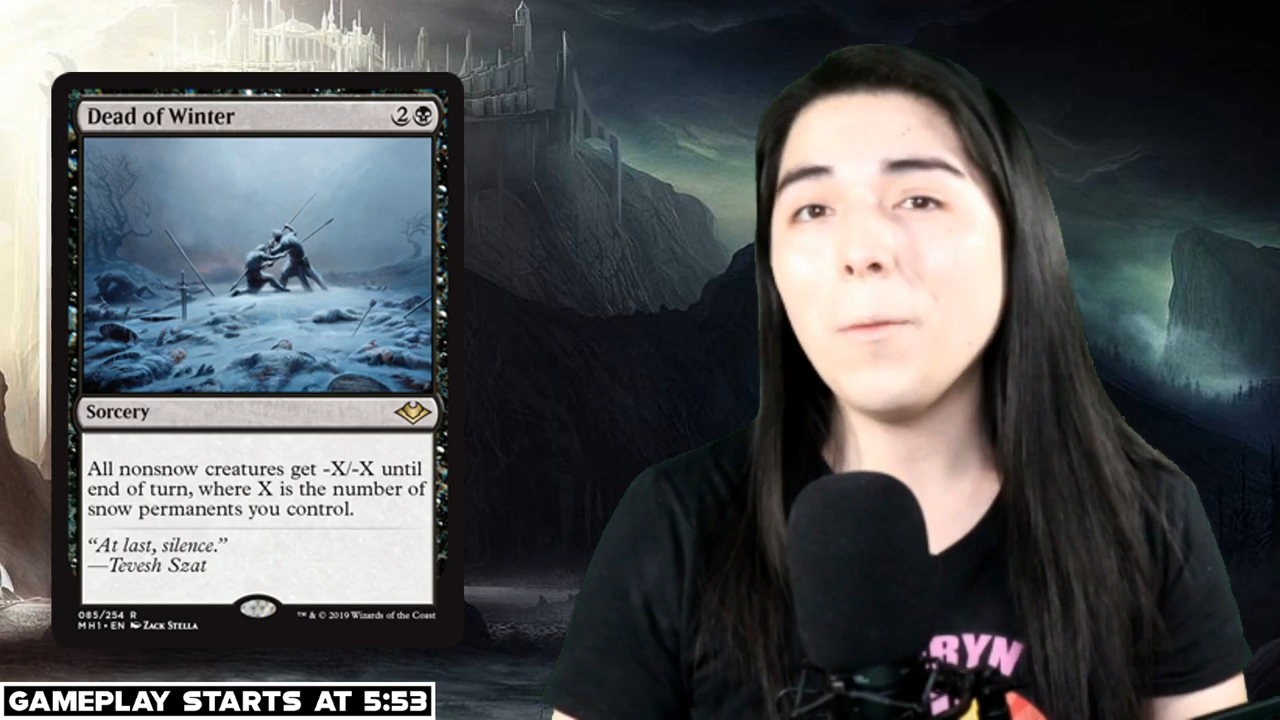 Dead of Winter 2
Sorcery
All nonsnow creatures get -X/-X until
end of turn, where X is the number of
snow permanents you control.
“At last, silence.”
—Tevesh Szat
085/254 R
MH1 • EN ZACK STELLA
™ & © 2019 Wizards of the Coast
GAMEPLAY STARTS AT 5:53
RYN